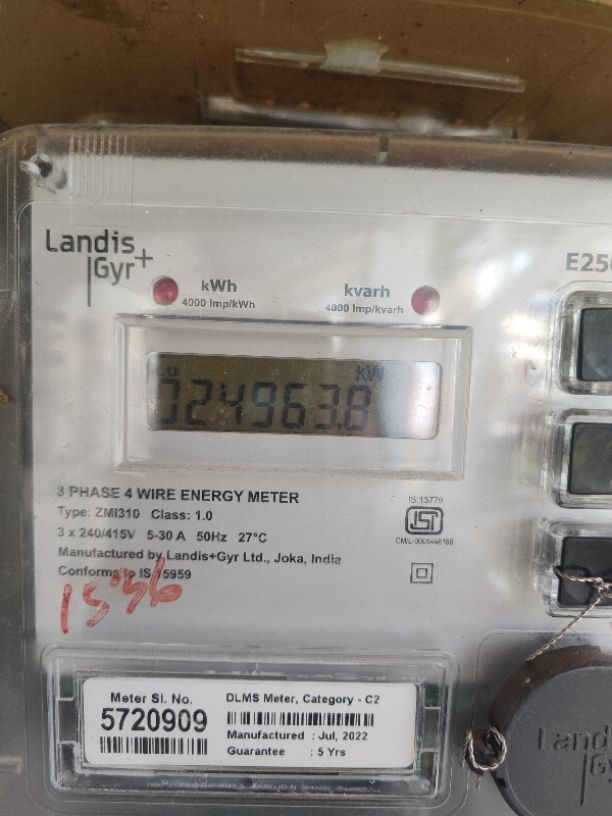 Landis
Gyr+
kWh
4000 Imp/kWh
kvarh
4000 Imp/kvarh
kW
024963.8
3 PHASE 4 WIRE ENERGY METER
Type: ZMI310 Class: 1.0
3 x 240/415V 5-30 A 50Hz 27°C
Manufactured by Landis+Gyr Ltd., Joka, India
Conforms to IS 15959
IS:13779
Meter Sl. No.
5720909
DLMS Meter, Category - C2
Manufactured : Jul, 2022
Guarantee : 5 Yrs
Land
Gy